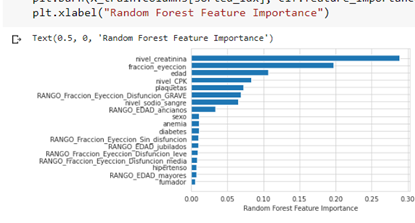 plt.xlabel("Random Forest Feature Importance")
Text(0.5, 0, 'Random Forest Feature Importance')
nivel_creatinina
fraccion_eyeccion
edad
nivel_CPK
plaquetas
RANGO_Fraccion_Eyeccion_Disfuncion_GRAVE
nivel_sodio_sangre
RANGO_EDAD_ancianos
sexo
anemia
diabetes
RANGO_Fraccion_Eyeccion_Sin_disfuncion
RANGO_EDAD_jubilados
RANGO_Fraccion_Eyeccion_Disfuncion_leve
RANGO_Fraccion_Eyeccion_Disfuncion_media
hipertenso
RANGO_EDAD_mayores
fumador
0.00 0.05 0.10 0.15 0.20 0.25 0.30
Random Forest Feature Importance